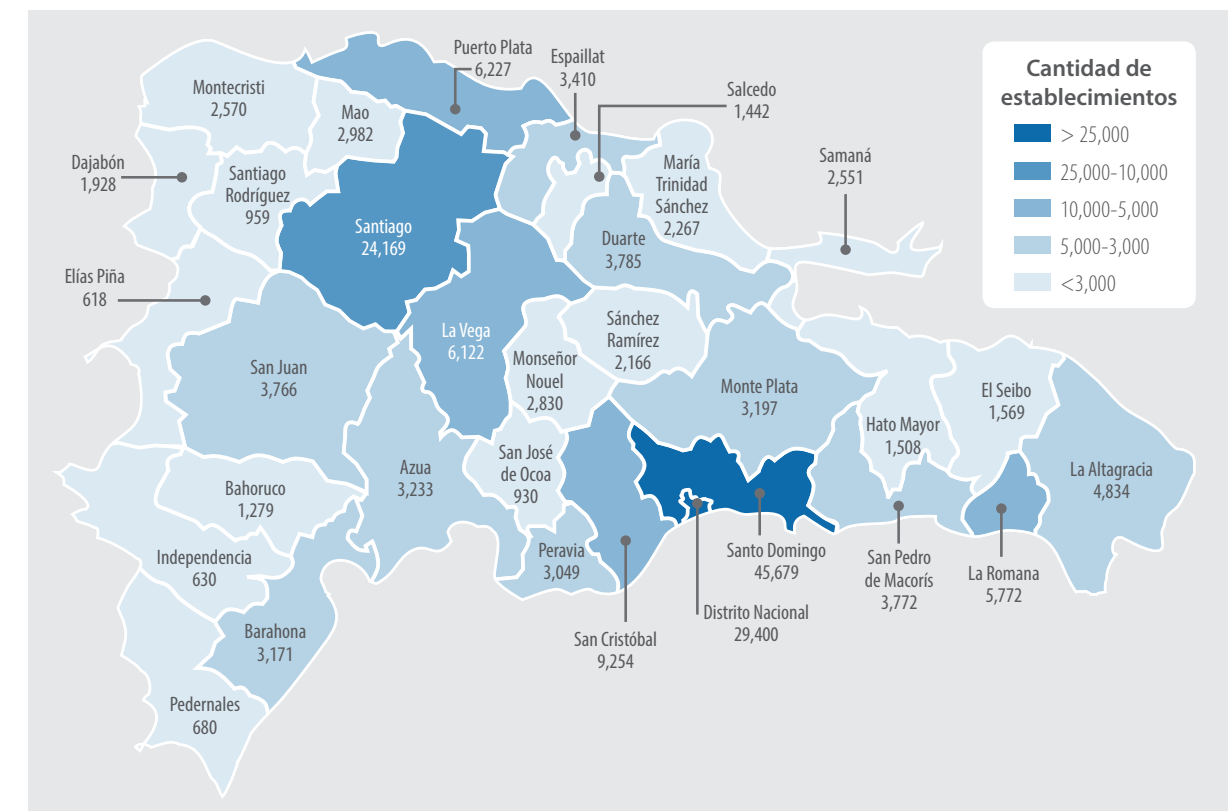 Puerto Plata
6,227
Espaillat
3,410
Salcedo
1,442
Montecristi
2,570
Mao
2,982
Dajabón
1,928
Santiago
Rodríguez
959
María
Trinidad
Sánchez
2,267
Samaná
2,551
Santiago
24,169
Duarte
3,785
Elías Piña
618
La Vega
6,122
Sánchez
Ramírez
2,166
San Juan
3,766
Monseñor
Nouel
2,830
Monte Plata
3,197
El Seibo
1,569
Hato Mayor
1,508
La Altagracia
4,834
Azua
3,233
San José
de Ocoa
930
Bahoruco
1,279
Independencia
630
Peravia
3,049
Santo Domingo
45,679
San Pedro
de Macorís
3,772
La Romana
5,772
Distrito Nacional
29,400
San Cristóbal
9,254
Barahona
3,171
Pedernales
680
Cantidad de
establecimientos
> 25,000
25,000-10,000
10,000-5,000
5,000-3,000
<3,000